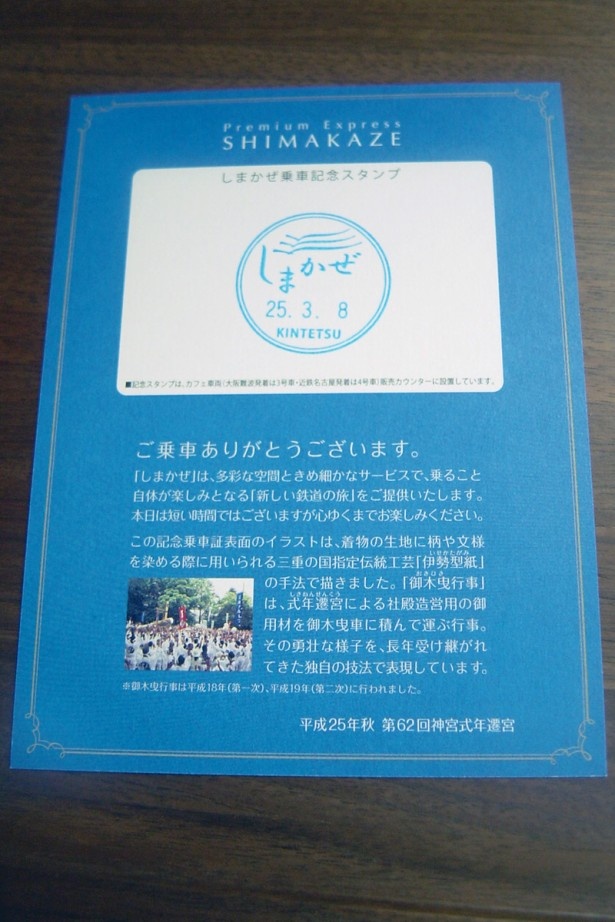 Premium Express
SHIMAKAZE
しまかぜ乗車記念スタンプ
しまかぜ
25. 3. 8
KINTETSU
■記念スタンプは、カフェ車両(大阪難波発着は3号車・近鉄名古屋発着は4号車)販売カウンターに設置しています。
ご乗車ありがとうございます。
「しまかぜ」は、多彩な空間ときめ細かなサービスで、乗ること
自体が楽しみとなる「新しい鉄道の旅」をご提供いたします。
本日は短い時間ではございますが心ゆくまでお楽しみください。
この記念乗車証表面のイラストは、着物の生地に柄や文様
を染める際に用いられる三重の国指定伝統工芸「伊勢型紙」
の手法で描きました。「御木曳行事」
は、式年遷宮による社殿造営用の御
用材を御木曳車に積んで運ぶ行事。
その勇壮な様子を、長年受け継がれ
てきた独自の技法で表現しています。
※御木曳行事は平成18年(第一次)、平成19年(第二次)に行われました。
平成25年秋 第62回神宮式年遷宮